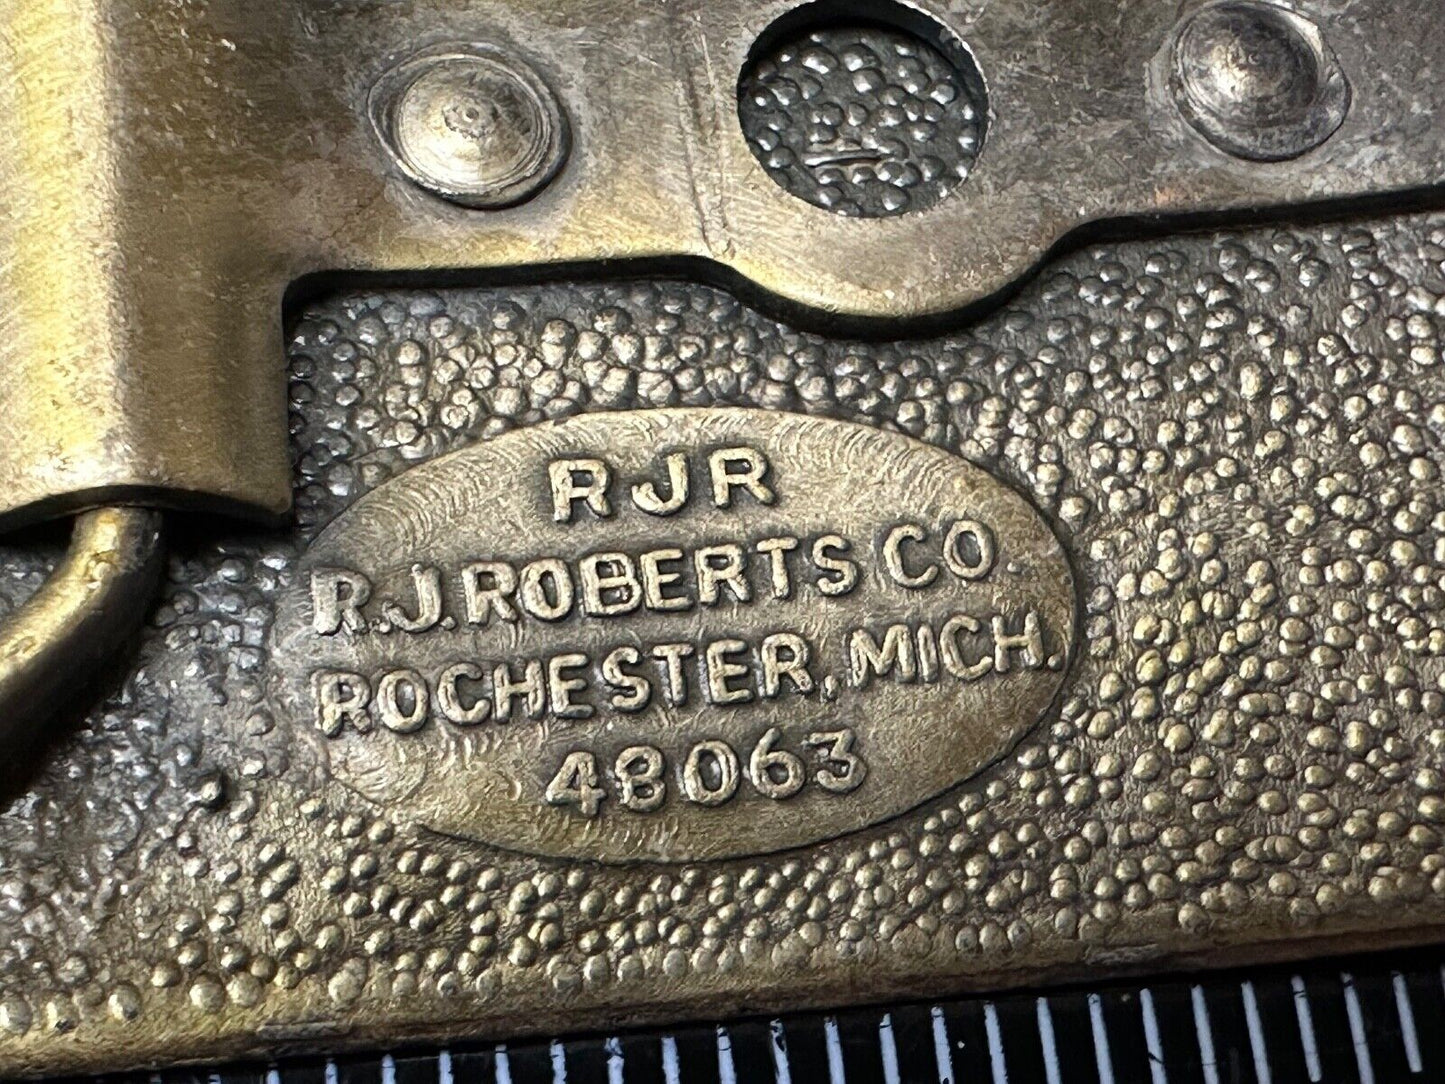 RJR
R.J. ROBERTS CO.
ROCHESTER, MICH.
48063